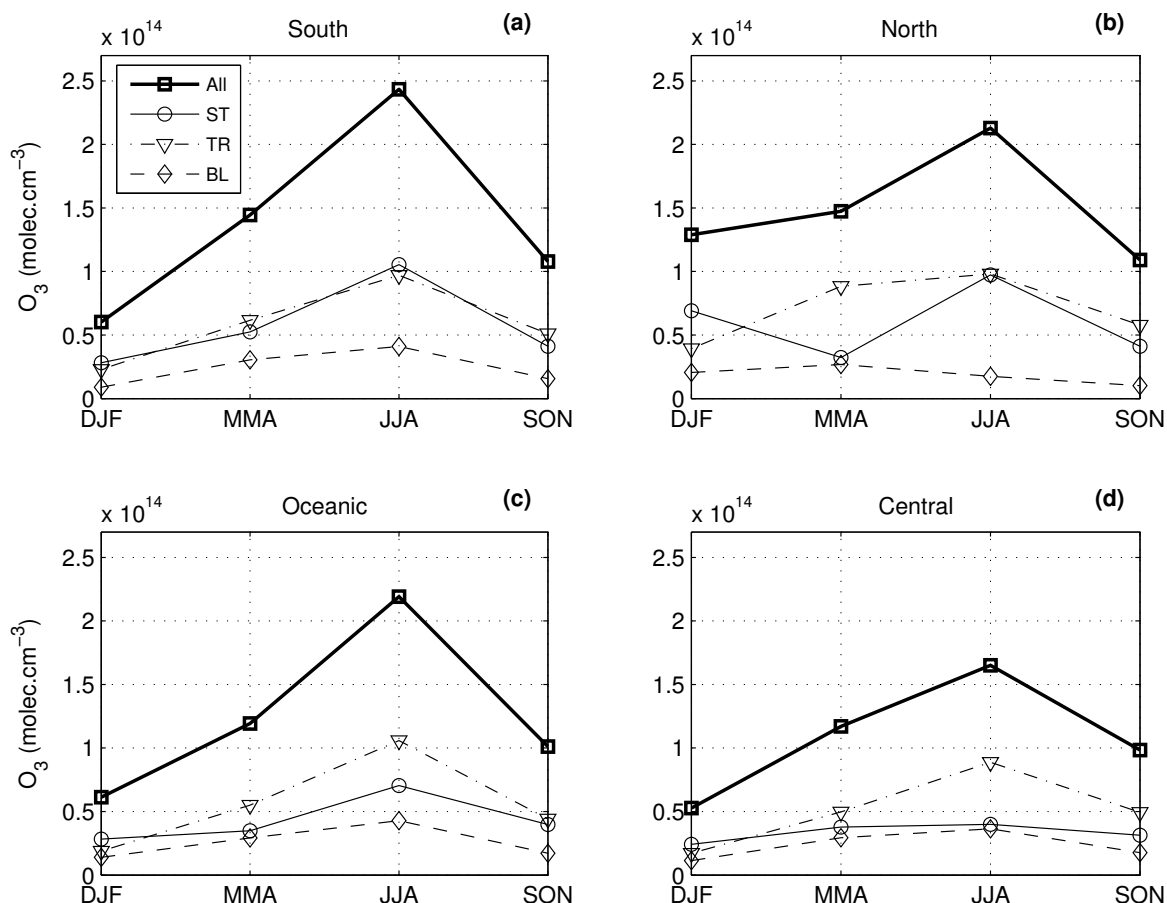 South
(a)
x 10^14
2.5
2
1.5
1
0.5
0
O3 (molec.cm−3)
All
ST
TR
BL
DJF MMA JJA SON
North
(b)
x 10^14
2.5
2
1.5
1
0.5
0
DJF MMA JJA SON
Oceanic
(c)
x 10^14
2.5
2
1.5
1
0.5
0
O3 (molec.cm−3)
DJF MMA JJA SON
Central
(d)
x 10^14
2.5
2
1.5
1
0.5
0
DJF MMA JJA SON